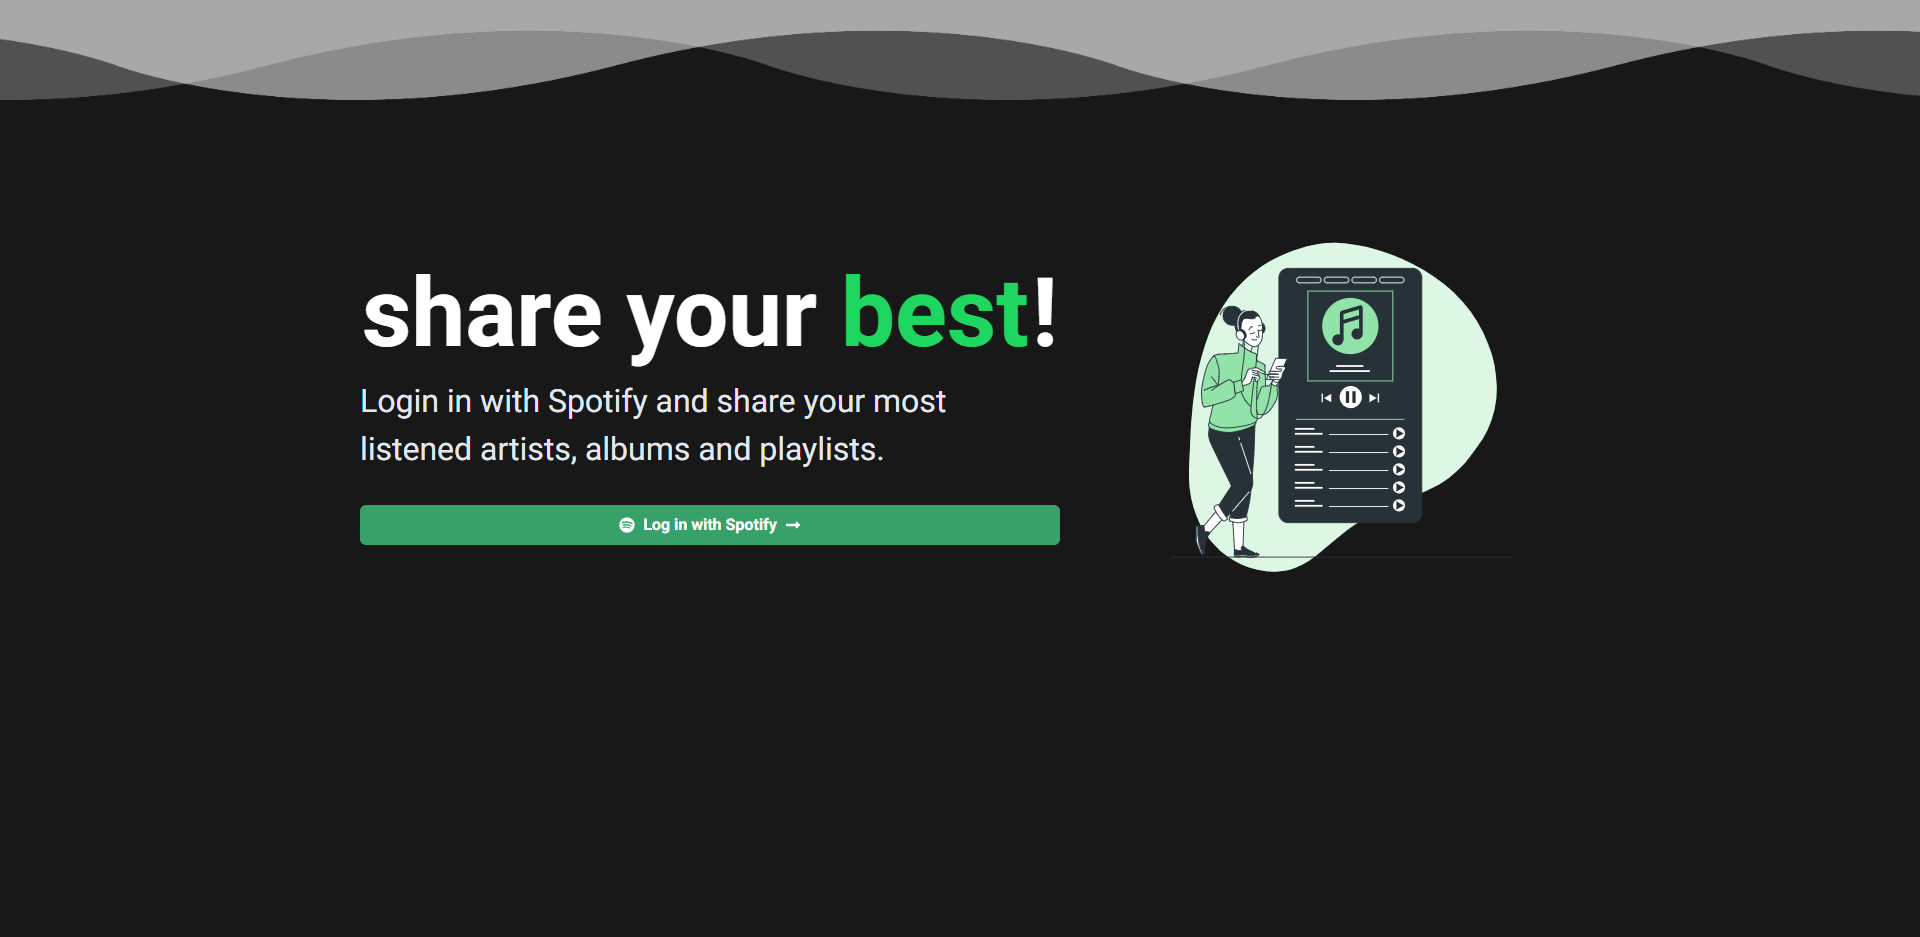 share your best!
Login in with Spotify and share your most
listened artists, albums and playlists.
Log in with Spotify →